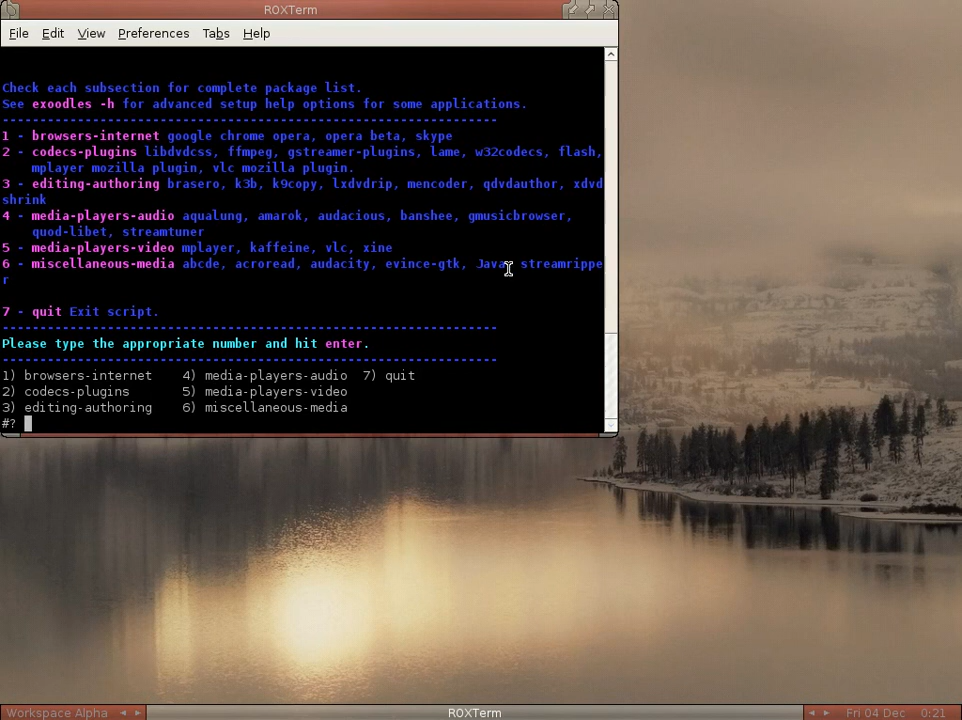 ROXTerm
File Edit View Preferences Tabs Help
Check each subsection for complete package list.
See exoodles -h for advanced setup help options for some applications.
------------------------------------------------------------------
1 - browsers-internet google chrome opera, opera beta, skype
2 - codecs-plugins libdvdcss, ffmpeg, gstreamer-plugins, lame, w32codecs, flash,
mplayer mozilla plugin, vlc mozilla plugin.
3 - editing-authoring brasero, k3b, k9copy, lxdvdrip, mencoder, qdvdauthor, xdvd
shrink
4 - media-players-audio aqualung, amarok, audacious, banshee, gmusicbrowser,
quod-libet, streamtuner
5 - media-players-video mplayer, kaffeine, vlc, xine
6 - miscellaneous-media abcde, acroread, audacity, evince-gtk, Java, streamrippe
r
7 - quit Exit script.
------------------------------------------------------------------
Please type the appropriate number and hit enter.
------------------------------------------------------------------
1) browsers-internet 4) media-players-audio 7) quit
2) codecs-plugins 5) media-players-video
3) editing-authoring 6) miscellaneous-media
#?
Workspace Alpha ROXTerm Fri 04 Dec 0:21